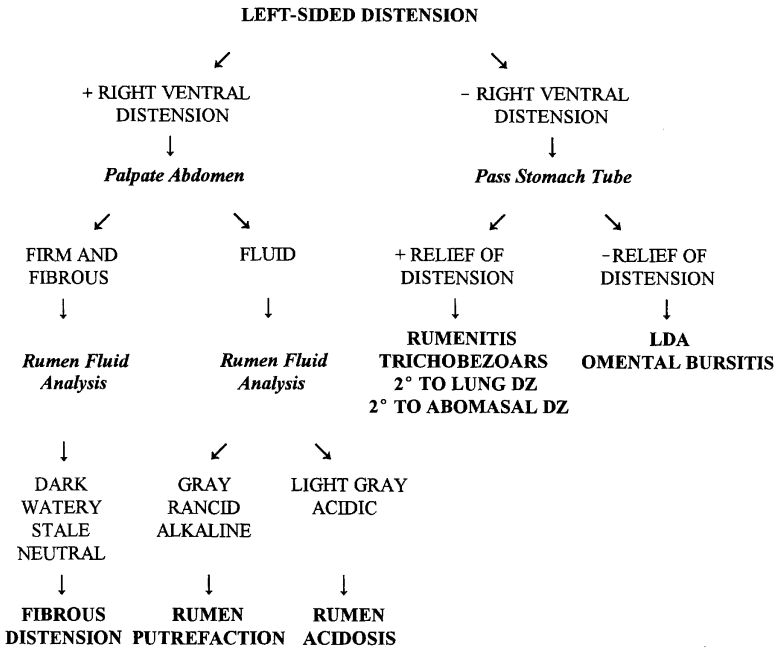 LEFT-SIDED DISTENSION
+ RIGHT VENTRAL
DISTENSION
- RIGHT VENTRAL
DISTENSION
Palpate Abdomen
Pass Stomach Tube
FIRM AND
FIBROUS
FLUID
+ RELIEF OF
DISTENSION
-RELIEF OF
DISTENSION
Rumen Fluid
Analysis
Rumen Fluid
Analysis
RUMENITIS
TRICHOBEZOARS
2° TO LUNG DZ
2° TO ABOMASAL DZ
LDA
OMENTAL BURSITIS
DARK
WATERY
STALE
NEUTRAL
GRAY
RANCID
ALKALINE
LIGHT GRAY
ACIDIC
FIBROUS
DISTENSION
RUMEN
PUTREFACTION
RUMEN
ACIDOSIS